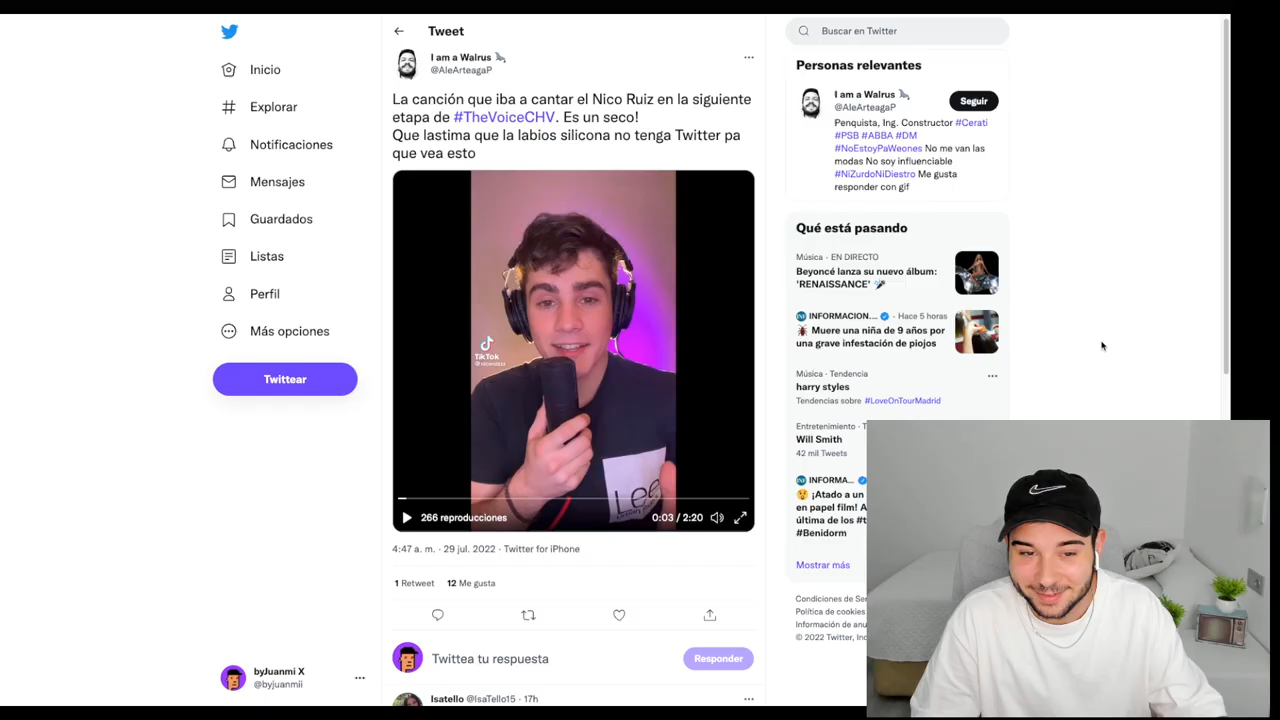 Inicio
Explorar
Notificaciones
Mensajes
Guardados
Listas
Perfil
Más opciones
Twittear
byJuanmi X
@byjuanmii
Tweet
I am a Walrus
@AleArteagaP
La canción que iba a cantar el Nico Ruiz en la siguiente
etapa de #TheVoiceCHV. Es un seco!
Que lastima que la labios silicona no tenga Twitter pa
que vea esto
TikTok
Lee
266 reproducciones
0:03 / 2:20
4:47 a. m. · 29 jul. 2022 · Twitter for iPhone
1 Retweet 12 Me gusta
Twittea tu respuesta
Responder
Isatello @IsaTello15 · 17h
Buscar en Twitter
Personas relevantes
I am a Walrus
@AleArteagaP
Seguir
Penquista, Ing. Constructor #Cerati
#PSB #ABBA #DM
#NoEstoyPaWeones No me van las
modas No soy influenciable
#NiZurdoNiDiestro Me gusta
responder con gif
Qué está pasando
Música · EN DIRECTO
Beyoncé lanza su nuevo álbum:
'RENAISSANCE'
INFORMACION.... · Hace 5 horas
Muere una niña de 9 años por
una grave infestación de piojos
Música · Tendencia
harry styles
Tendencias sobre #LoveOnTourMadrid
Entretenimiento · T
Will Smith
42 mil Tweets
INFORMA...
¡Atado a un
en papel film! A
última de los #t
#Benidorm
Mostrar más
Condiciones de Ser
Política de cookies
Información de anu
© 2022 Twitter, Inc